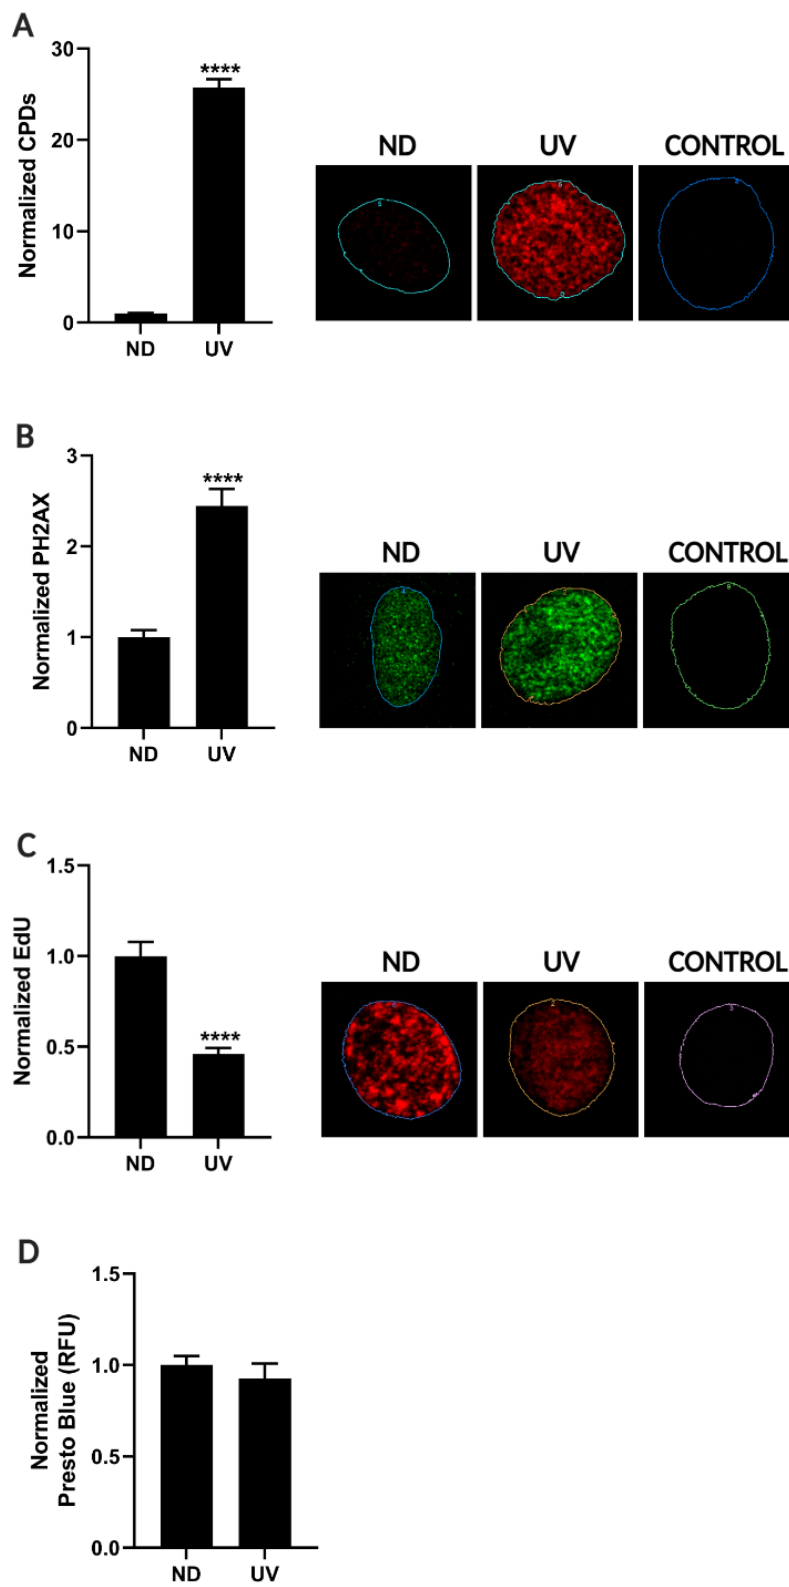 A
30
20
10
0
Normalized CPDs
****
ND
UV
ND
UV
CONTROL
B
3
2
1
0
Normalized PH2AX
****
ND
UV
ND
UV
CONTROL
C
1.5
1.0
0.5
0.0
Normalized EdU
****
ND
UV
ND
UV
CONTROL
D
1.5
1.0
0.5
0.0
Normalized
Presto Blue (RFU)
ND
UV